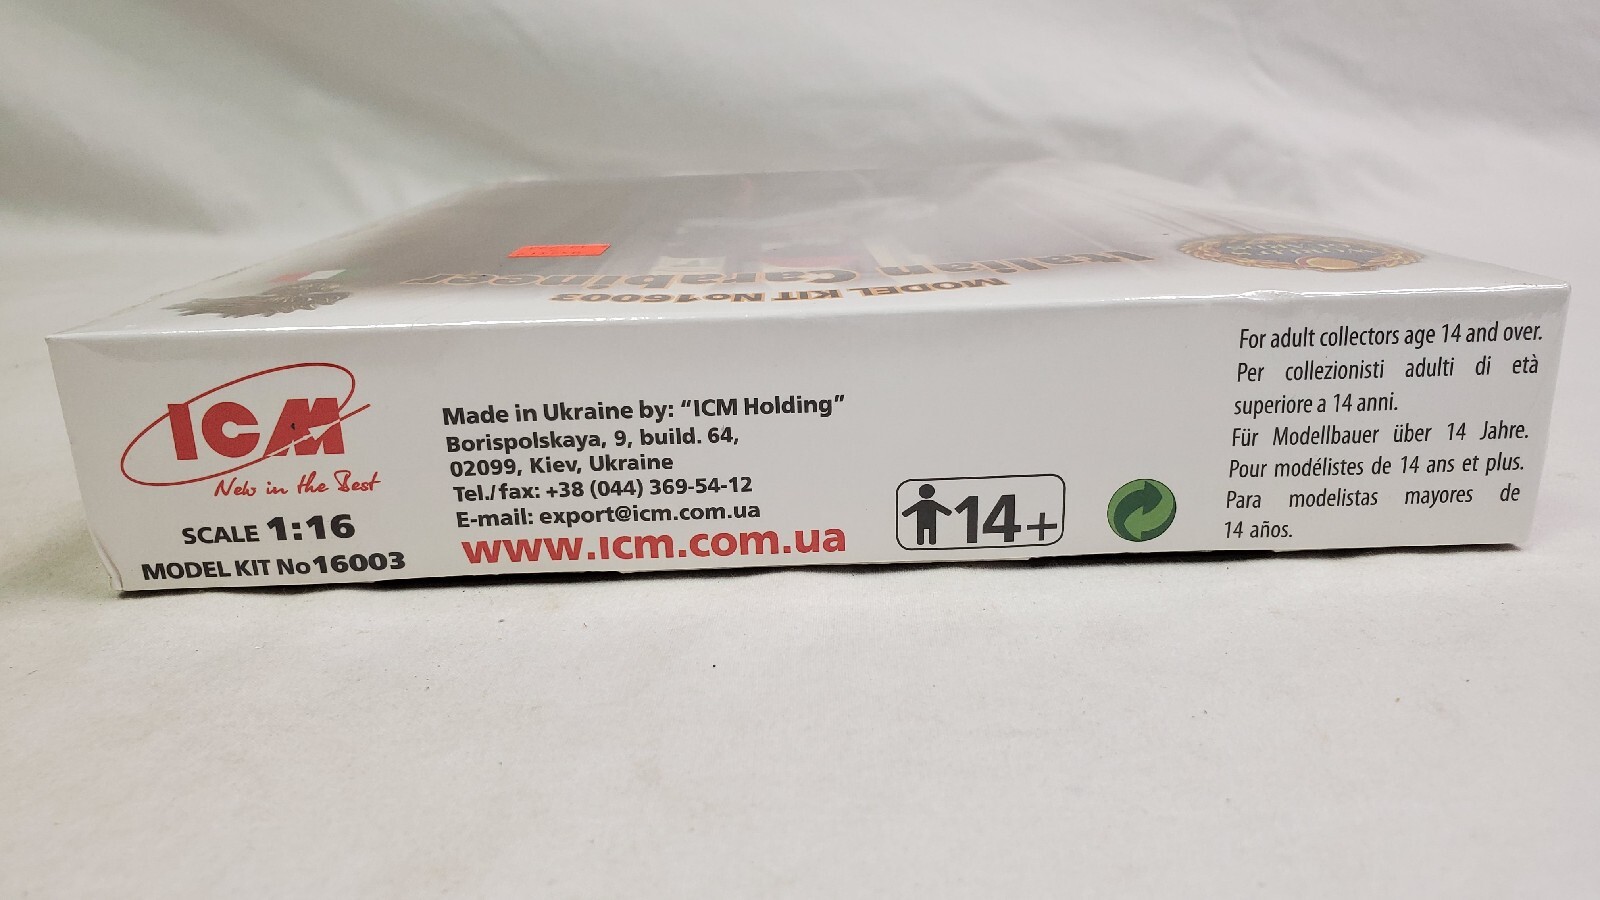 Italian Carabineer
MODEL KIT No16003
ICM
New in the Best
SCALE 1:16
MODEL KIT No16003
Made in Ukraine by: “ICM Holding”
Borispolskaya, 9, build. 64,
02099, Kiev, Ukraine
Tel./fax: +38 (044) 369-54-12
E-mail: export@icm.com.ua
www.icm.com.ua
14+
For adult collectors age 14 and over.
Per collezionisti adulti di età
superiore a 14 anni.
Für Modellbauer über 14 Jahre.
Pour modélistes de 14 ans et plus.
Para modelistas mayores de
14 años.